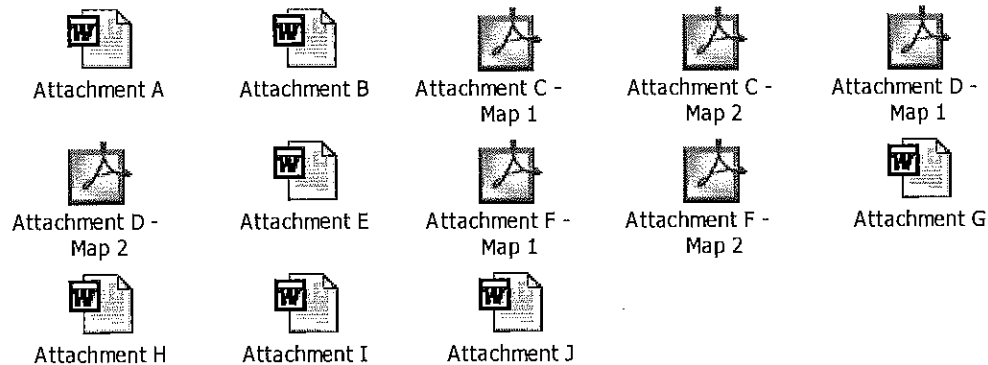 Attachment A
Attachment B
Attachment C -
Map 1
Attachment C -
Map 2
Attachment D -
Map 1
Attachment D -
Map 2
Attachment E
Attachment F -
Map 1
Attachment F -
Map 2
Attachment G
Attachment H
Attachment I
Attachment J